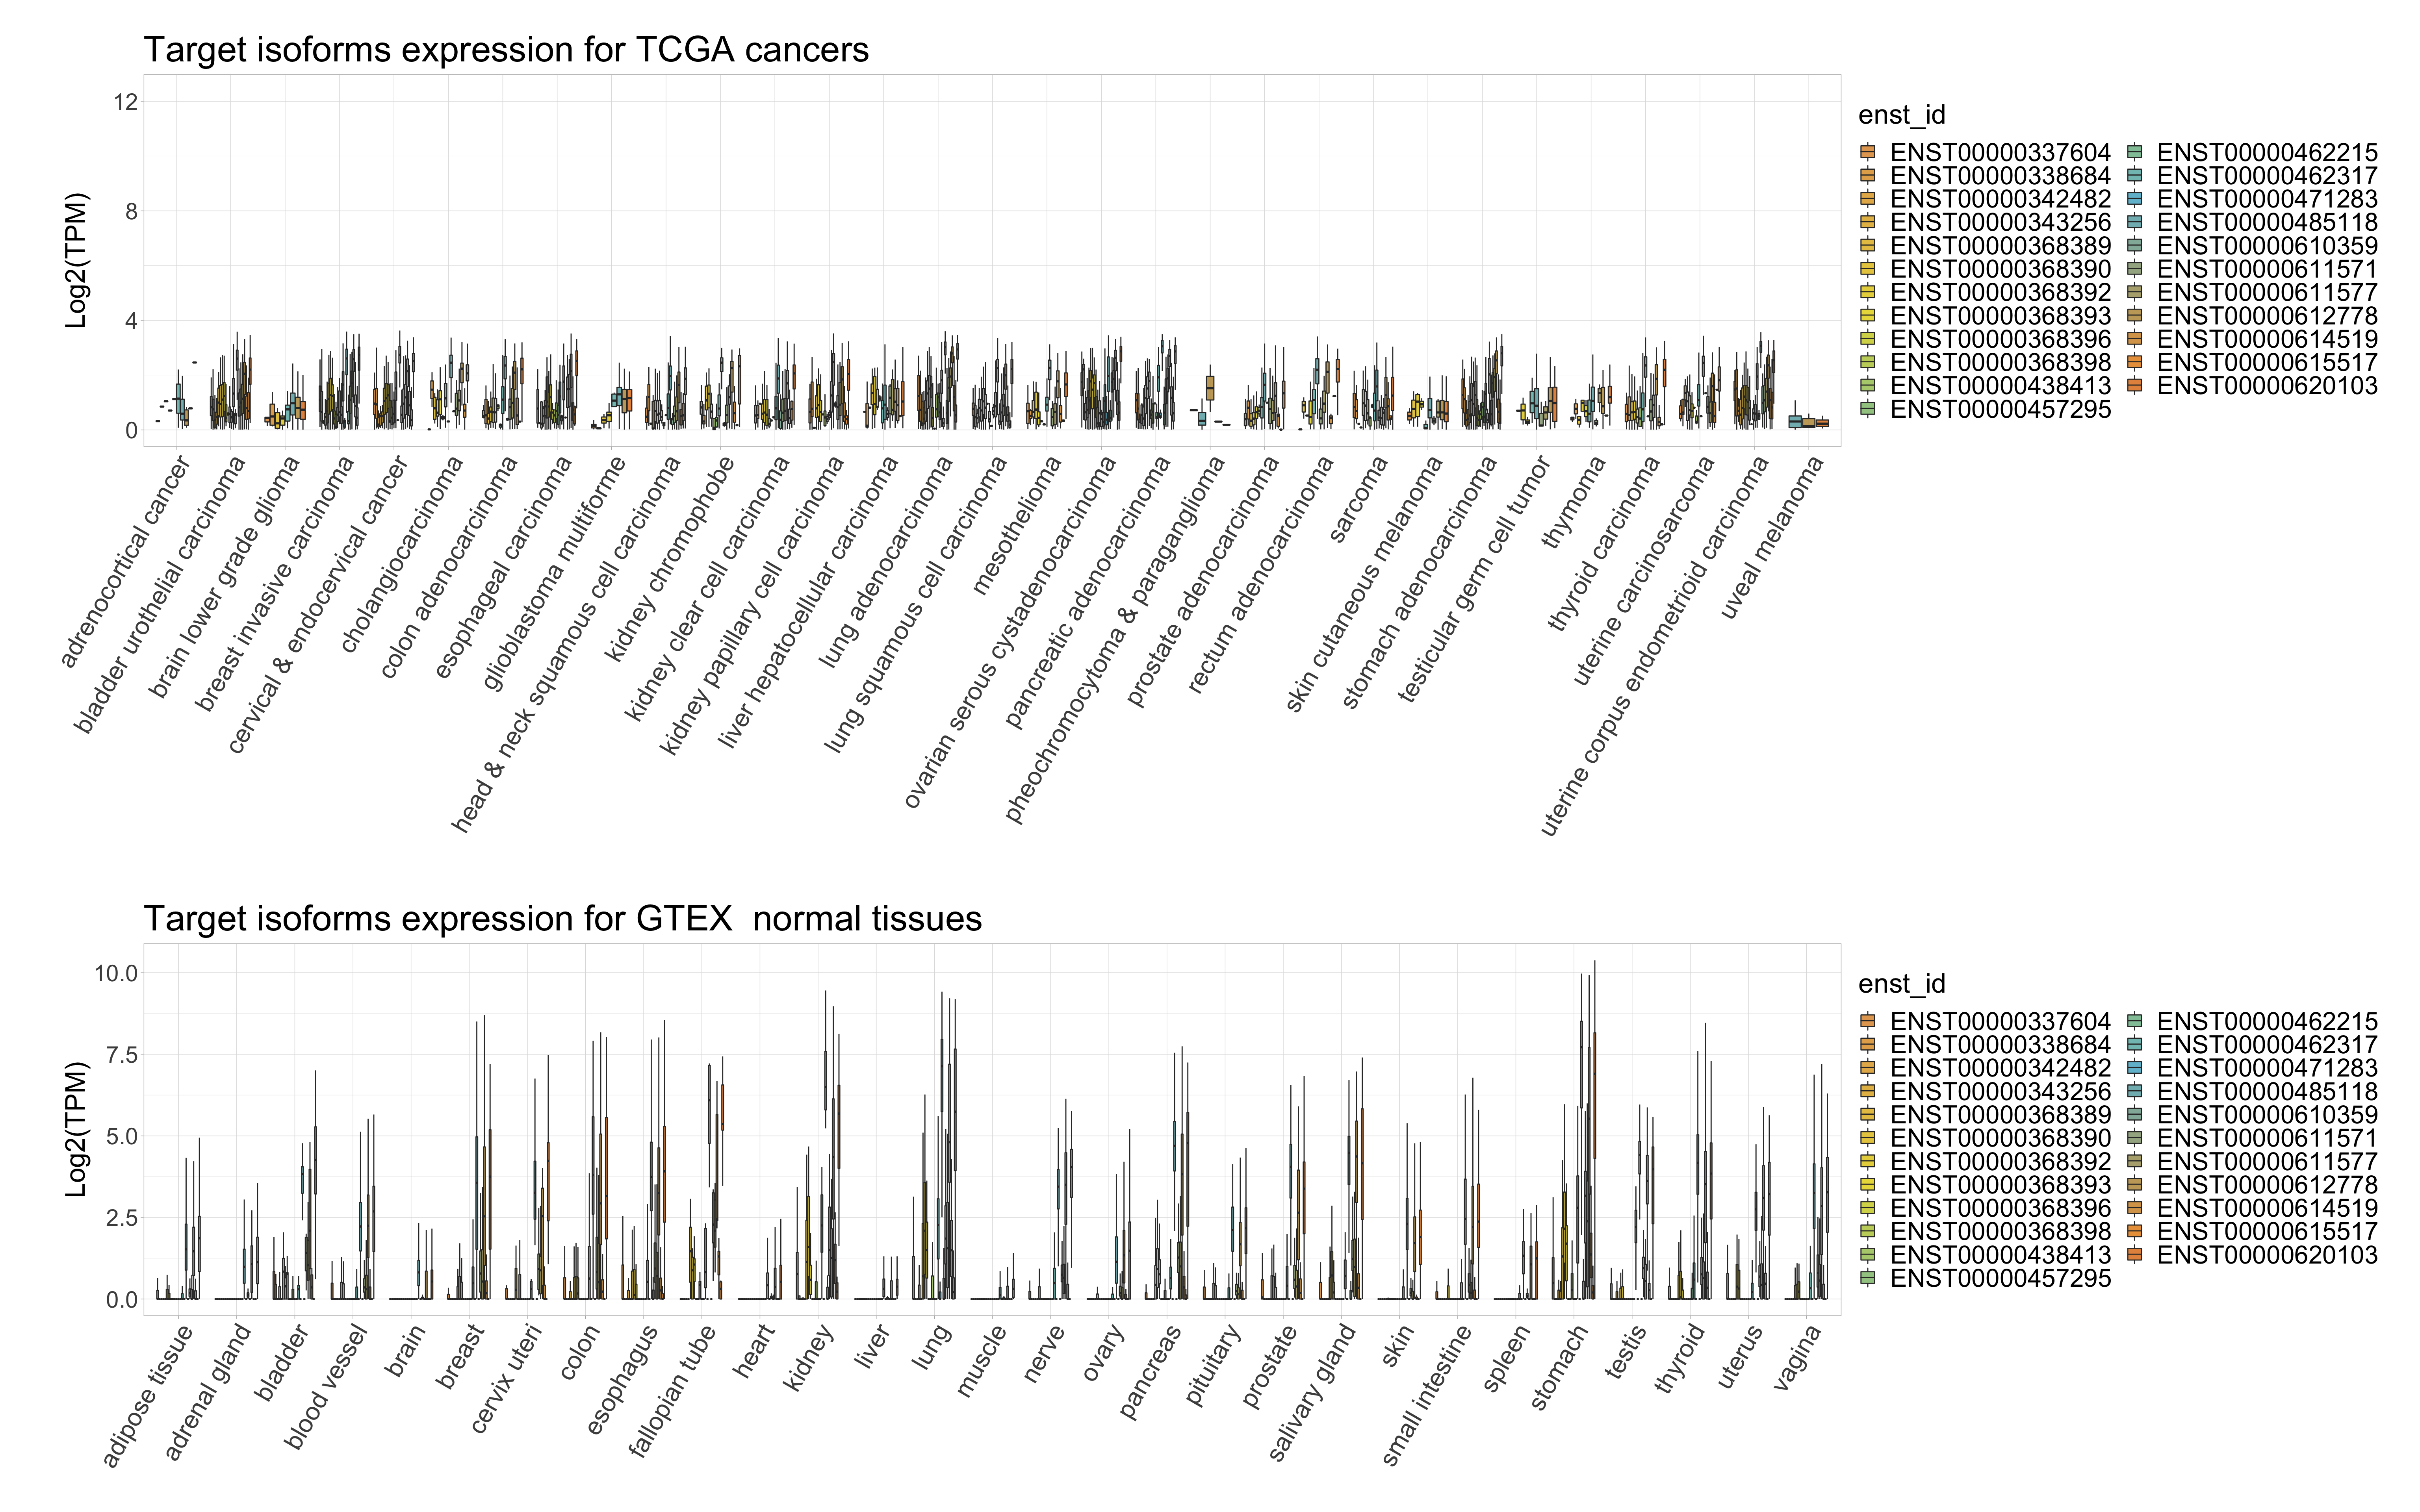 Target isoforms expression for TCGA cancers
12
8
4
0
Log2(TPM)
adrenocortical cancer
bladder urothelial carcinoma
brain lower grade glioma
breast invasive carcinoma
cervical & endocervical cancer
cholangiocarcinoma
colon adenocarcinoma
esophageal carcinoma
glioblastoma multiforme
head & neck squamous cell carcinoma
kidney chromophobe
kidney clear cell carcinoma
kidney papillary cell carcinoma
liver hepatocellular carcinoma
lung adenocarcinoma
lung squamous cell carcinoma
mesothelioma
ovarian serous cystadenocarcinoma
pancreatic adenocarcinoma
pheochromocytoma & paraganglioma
prostate adenocarcinoma
rectum adenocarcinoma
sarcoma
skin cutaneous melanoma
stomach adenocarcinoma
testicular germ cell tumor
thymoma
thyroid carcinoma
uterine carcinosarcoma
uterine corpus endometrioid carcinoma
uveal melanoma
enst_id
ENST00000337604
ENST00000338684
ENST00000342482
ENST00000343256
ENST00000368389
ENST00000368390
ENST00000368392
ENST00000368393
ENST00000368396
ENST00000368398
ENST00000438413
ENST00000457295
ENST00000462215
ENST00000462317
ENST00000471283
ENST00000485118
ENST00000610359
ENST00000611571
ENST00000611577
ENST00000612778
ENST00000614519
ENST00000615517
ENST00000620103
Target isoforms expression for GTEX  normal tissues
10.0
7.5
5.0
2.5
0.0
Log2(TPM)
adipose tissue
adrenal gland
bladder
blood vessel
brain
breast
cervix uteri
colon
esophagus
fallopian tube
heart
kidney
liver
lung
muscle
nerve
ovary
pancreas
pituitary
prostate
salivary gland
skin
small intestine
spleen
stomach
testis
thyroid
uterus
vagina
enst_id
ENST00000337604
ENST00000338684
ENST00000342482
ENST00000343256
ENST00000368389
ENST00000368390
ENST00000368392
ENST00000368393
ENST00000368396
ENST00000368398
ENST00000438413
ENST00000457295
ENST00000462215
ENST00000462317
ENST00000471283
ENST00000485118
ENST00000610359
ENST00000611571
ENST00000611577
ENST00000612778
ENST00000614519
ENST00000615517
ENST00000620103